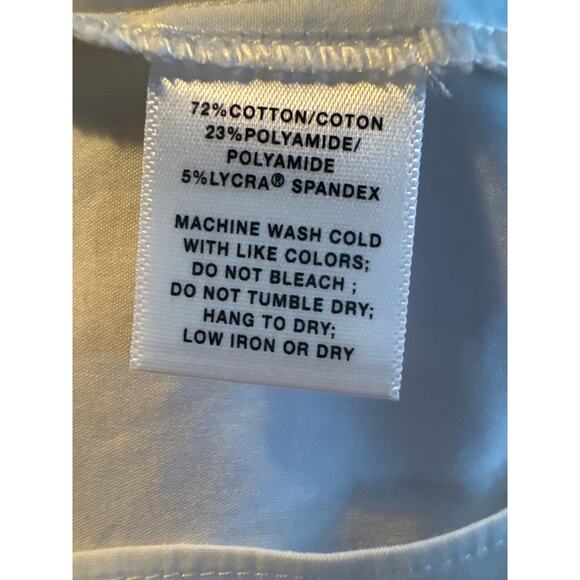 72%COTTON/COTON
23%POLYAMIDE/
POLYAMIDE
5%LYCRA® SPANDEX
MACHINE WASH COLD
WITH LIKE COLORS;
DO NOT BLEACH ;
DO NOT TUMBLE DRY;
HANG TO DRY;
LOW IRON OR DRY